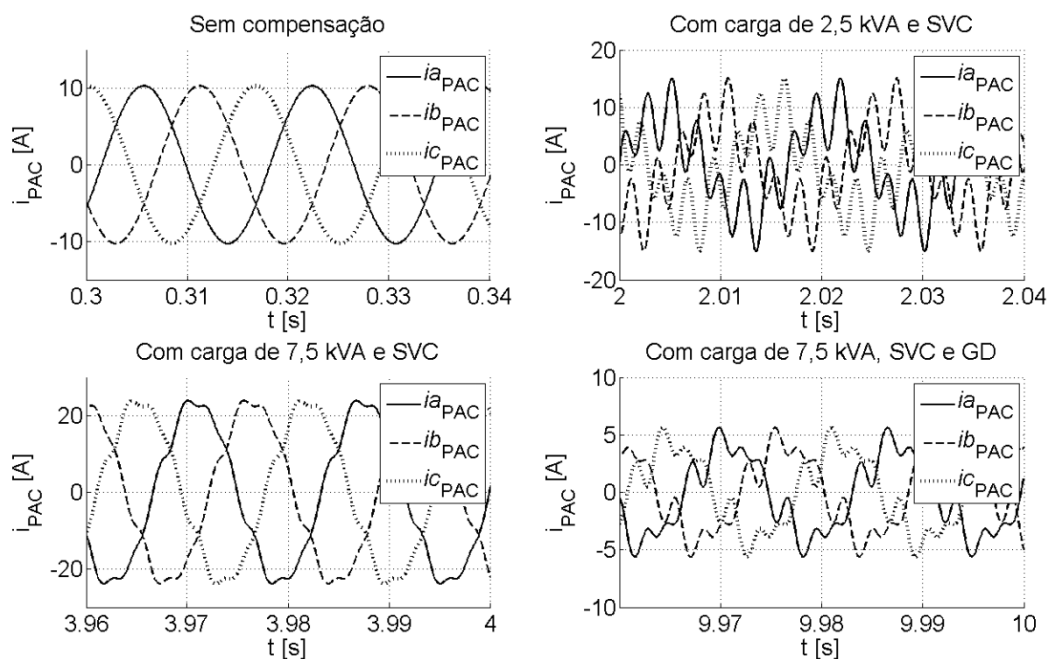 Sem compensação
i_PAC [A]
10
0
-10
0.3
0.31
0.32
0.33
0.34
t [s]
ia_PAC
ib_PAC
ic_PAC
Com carga de 2,5 kVA e SVC
i_PAC [A]
20
10
0
-10
-20
2
2.01
2.02
2.03
2.04
t [s]
ia_PAC
ib_PAC
ic_PAC
Com carga de 7,5 kVA e SVC
i_PAC [A]
20
0
-20
3.96
3.97
3.98
3.99
4
t [s]
ia_PAC
ib_PAC
ic_PAC
Com carga de 7,5 kVA, SVC e GD
i_PAC [A]
10
5
0
-5
-10
9.97
9.98
9.99
10
t [s]
ia_PAC
ib_PAC
ic_PAC